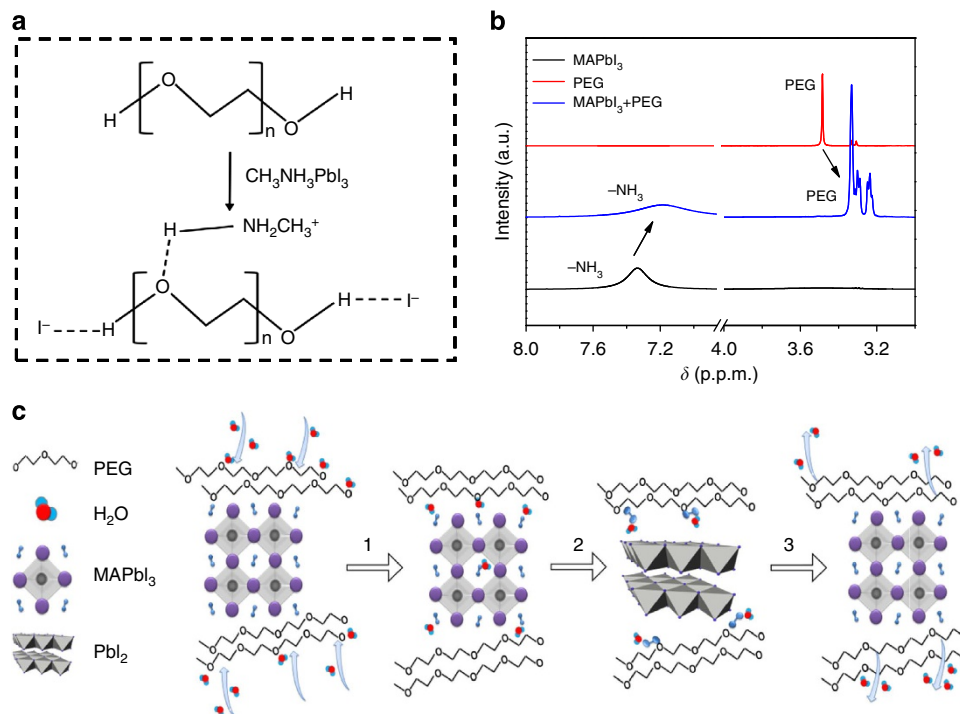 a
H
O
O
H
n
CH₃NH₃PbI₃
H
NH₂CH₃⁺
I⁻
H
O
O
H
I⁻
n
b
MAPbI₃
PEG
MAPbI₃+PEG
PEG
PEG
–NH₃
–NH₃
Intensity (a.u.)
8.0 7.6 7.2 4.0 3.6 3.2
δ (p.p.m.)
c
PEG
H₂O
MAPbI₃
PbI₂
1
2
3